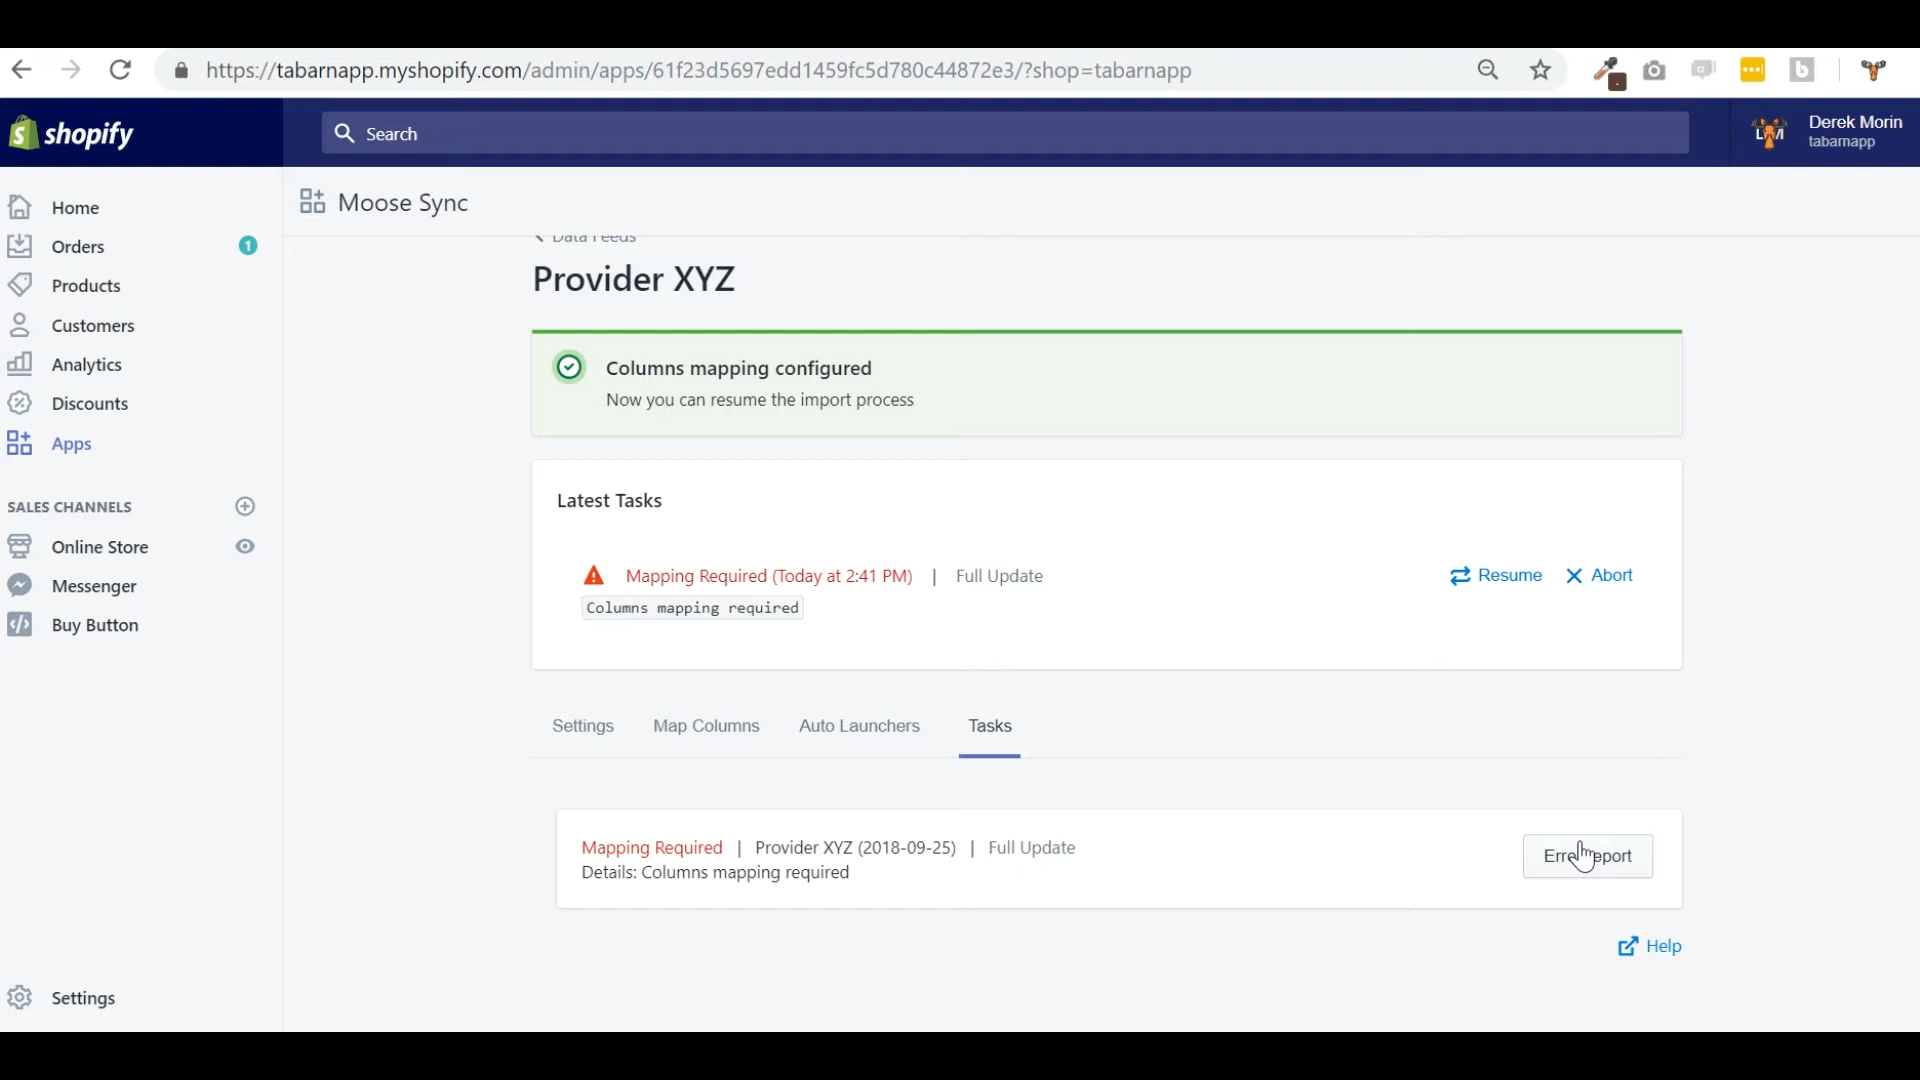 https://tabarnapp.myshopify.com/admin/apps/61f23d5697edd1459fc5d780c44872e3/?shop=tabarnapp
shopify
Search
Derek Morin
tabarnapp
Home
Orders
1
Products
Customers
Analytics
Discounts
Apps
SALES CHANNELS
Online Store
Messenger
Buy Button
Settings
Moose Sync
Data Feeds
Provider XYZ
Columns mapping configured
Now you can resume the import process
Latest Tasks
Mapping Required (Today at 2:41 PM) | Full Update
Resume
Abort
Columns mapping required
Settings
Map Columns
Auto Launchers
Tasks
Mapping Required | Provider XYZ (2018-09-25) | Full Update
Details: Columns mapping required
Help